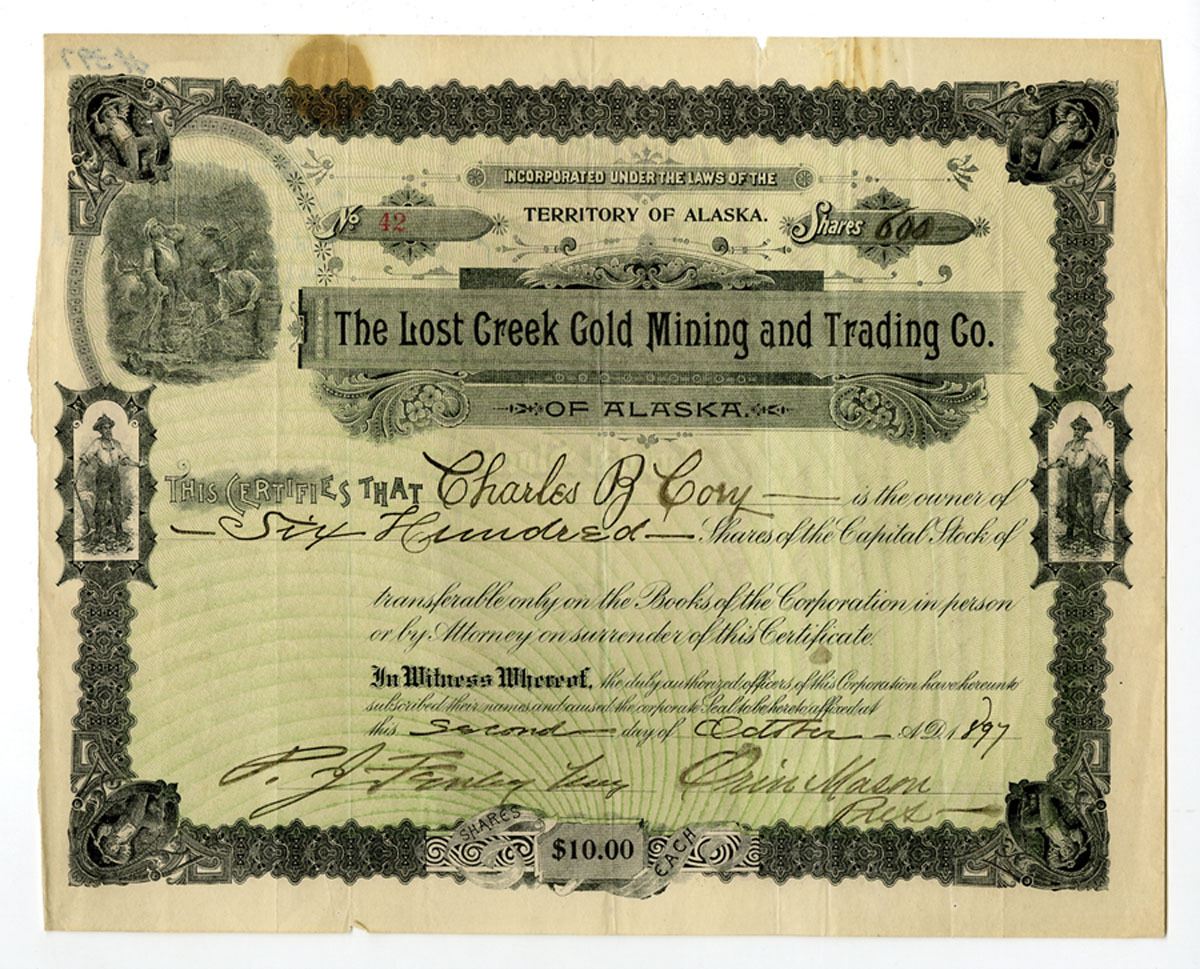 INCORPORATED UNDER THE LAWS OF THE
TERRITORY OF ALASKA.
No 42
Shares 600
The Lost Creek Gold Mining and Trading Co.
OF ALASKA.
THIS CERTIFIES THAT Charles B Cory is the owner of
Six Hundred Shares of the Capital Stock of
transferable only on the Books of the Corporation in person
or by Attorney on surrender of this Certificate.
In Witness Whereof, the duly authorized officers of this Corporation have hereunto
subscribed their names and caused the corporate Seal to be hereto affixed at
this second day of October A.D. 1897
P. J. Orin Mason
Pres
SHARES $10.00 EACH